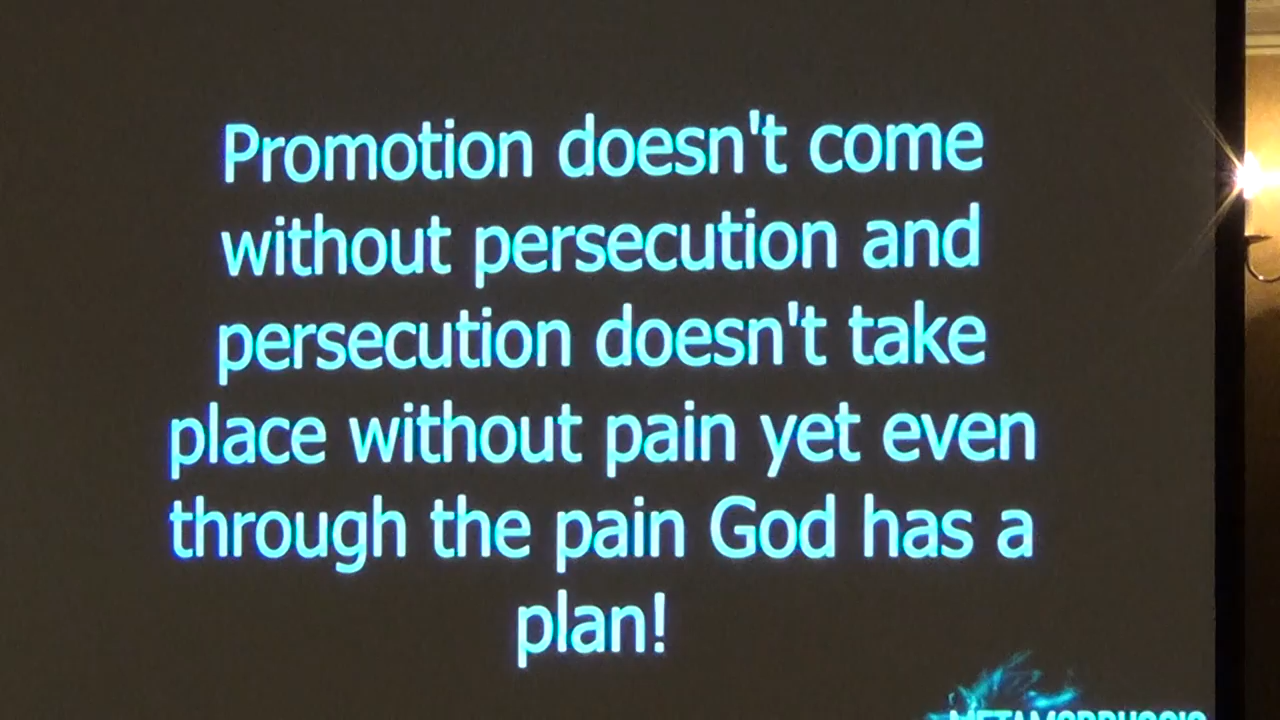 Promotion doesn't come
without persecution and
persecution doesn't take
place without pain yet even
through the pain God has a
plan!
METAMORPHOSIS